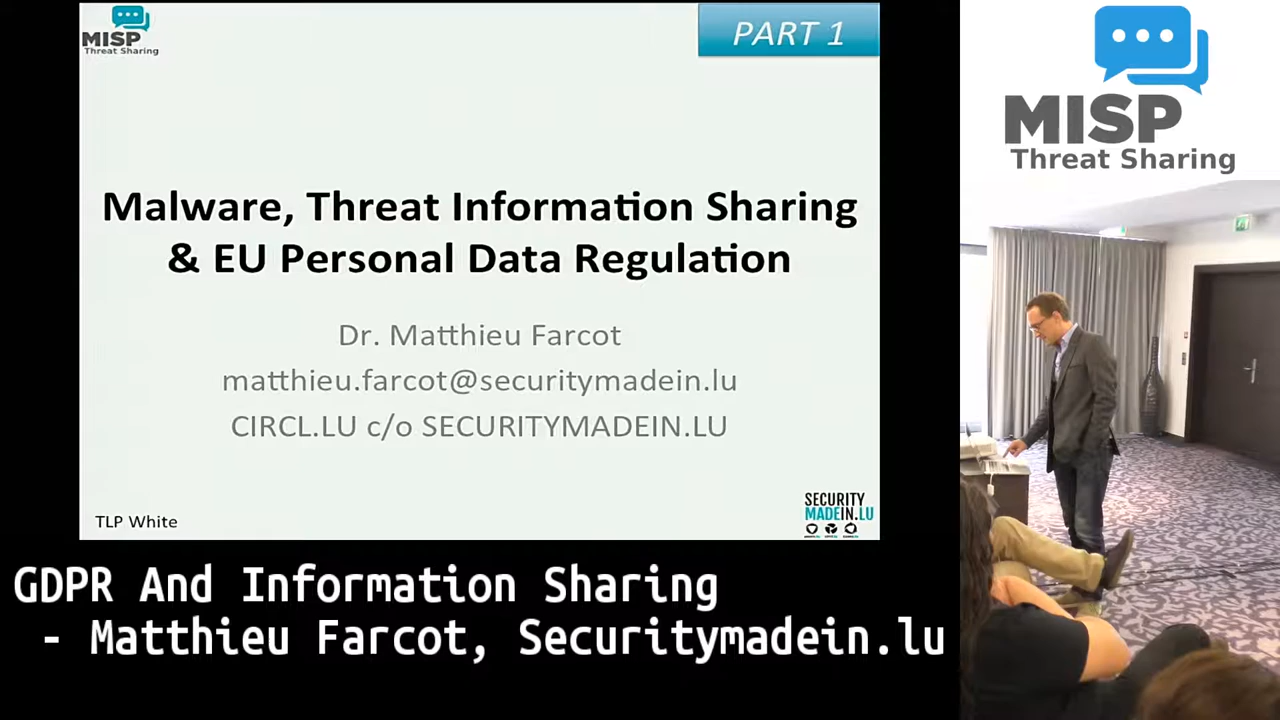 MISP
Threat Sharing
PART 1
Malware, Threat Information Sharing
& EU Personal Data Regulation
Dr. Matthieu Farcot
matthieu.farcot@securitymadein.lu
CIRCL.LU c/o SECURITYMADEIN.LU
TLP White
SECURITY
MADEIN.LU
GDPR And Information Sharing
- Matthieu Farcot, Securitymadein.lu
MISP
Threat Sharing